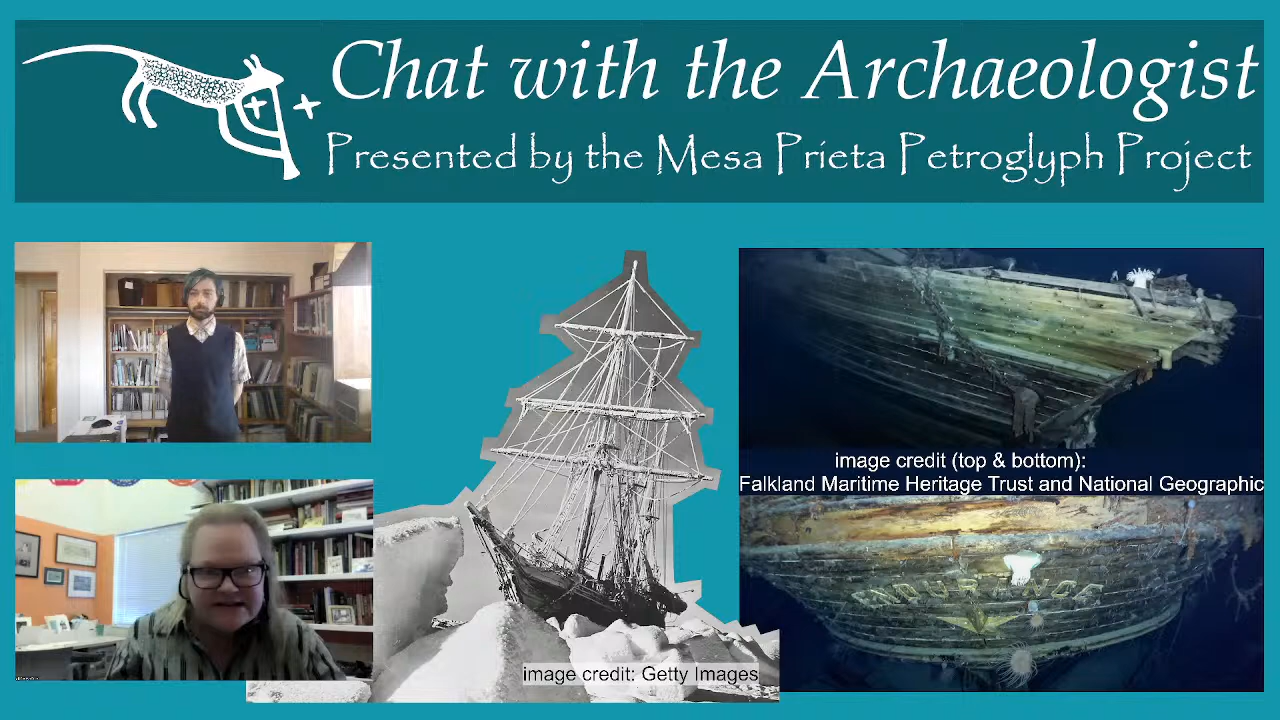 Chat with the Archaeologist
Presented by the Mesa Prieta Petroglyph Project
image credit (top & bottom):
Falkland Maritime Heritage Trust and National Geographic
ENDURANCE
image credit: Getty Images